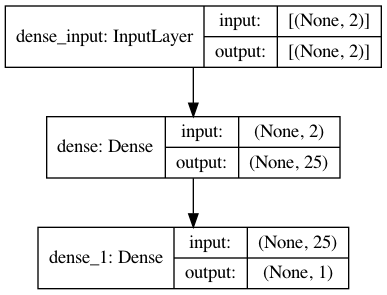 dense_input: InputLayer
input: [(None, 2)]
output: [(None, 2)]
dense: Dense
input: (None, 2)
output: (None, 25)
dense_1: Dense
input: (None, 25)
output: (None, 1)